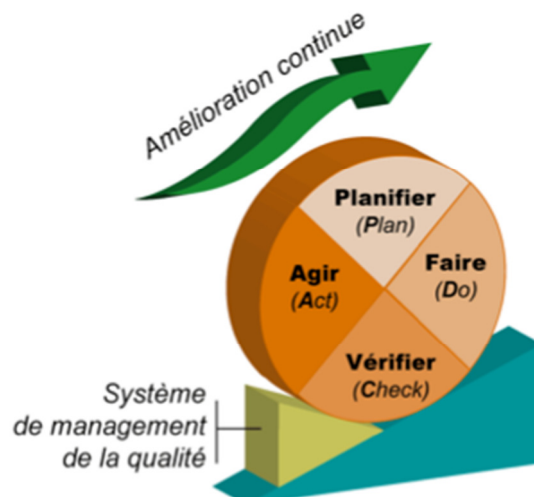 Amélioration continue
Planifier
(Plan)
Faire
(Do)
Agir
(Act)
Vérifier
(Check)
Système
de management
de la qualité